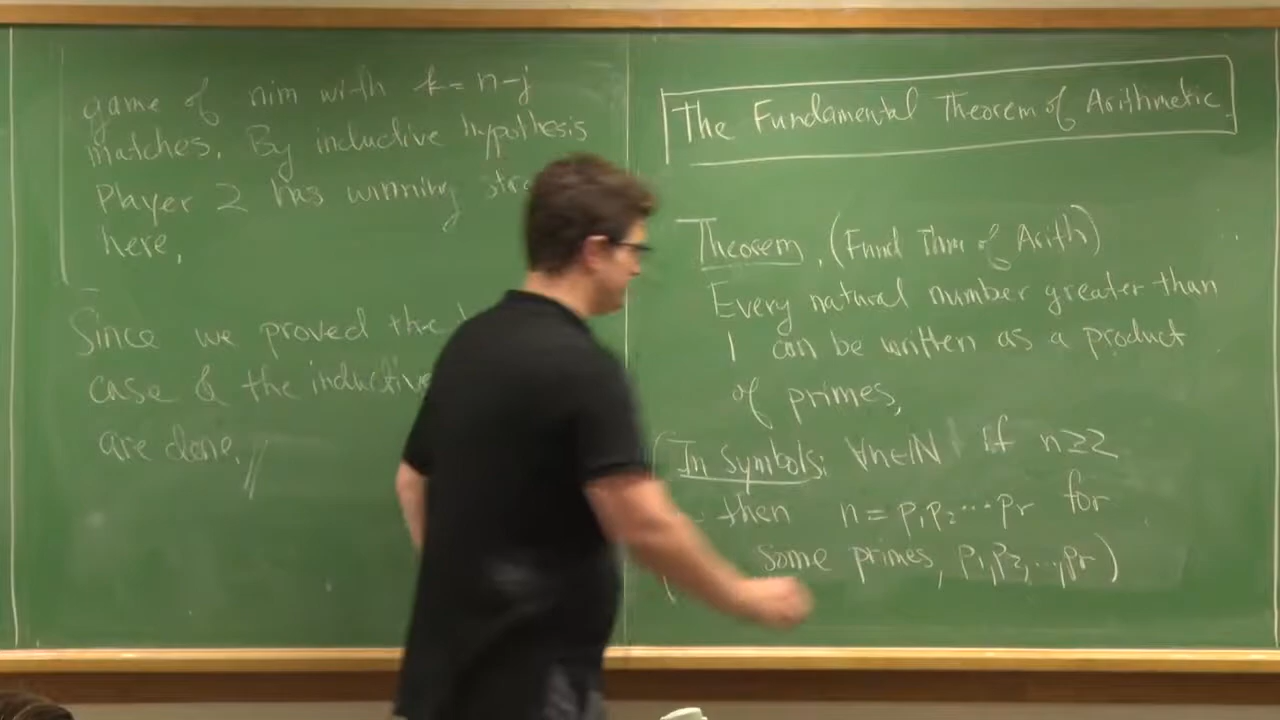 game of nim with k = n-j
matches. By inductive hypothesis
Player 2 has winning
here.
Since we proved the
case & the inductive
are done. //
The Fundamental Theorem of Arithmetic
Theorem. (Fund Thm of Arith)
Every natural number greater than
1 can be written as a product
of primes.
(In Symbols: ∀n∈ℕ if n≥2
then n = p₁p₂···pᵣ for
some primes, p₁,p₂,...,pᵣ)